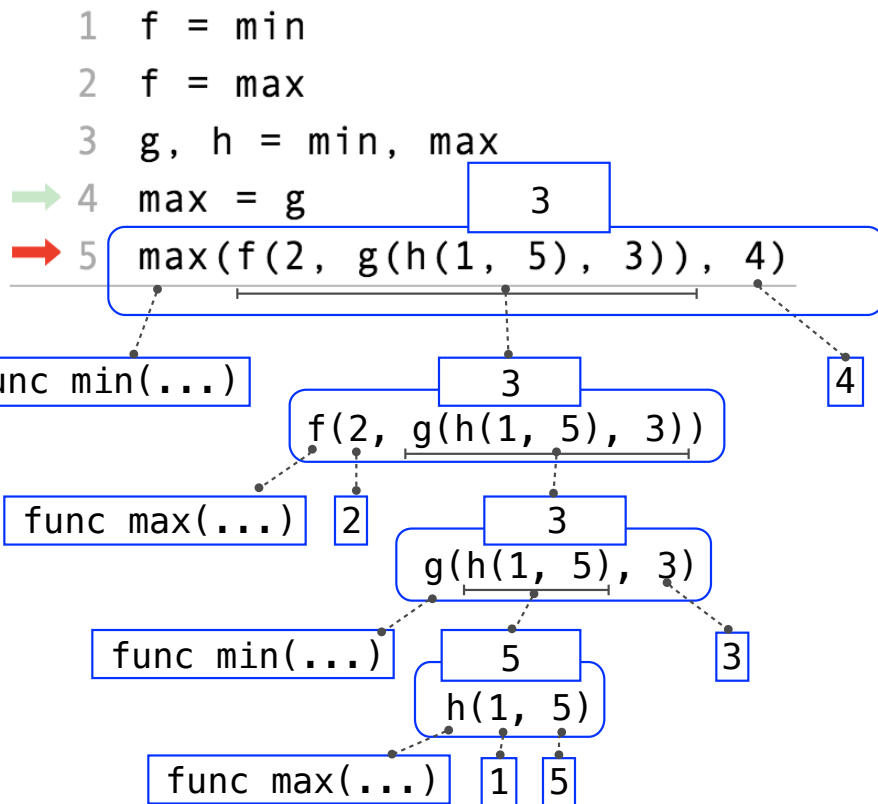 1 f = min
2 f = max
3 g, h = min, max
4 max = g
3
5 max(f(2, g(h(1, 5), 3)), 4)
unc min(...)
3
4
f(2, g(h(1, 5), 3))
func max(...)
2
3
g(h(1, 5), 3)
func min(...)
5
3
h(1, 5)
func max(...)
1
5